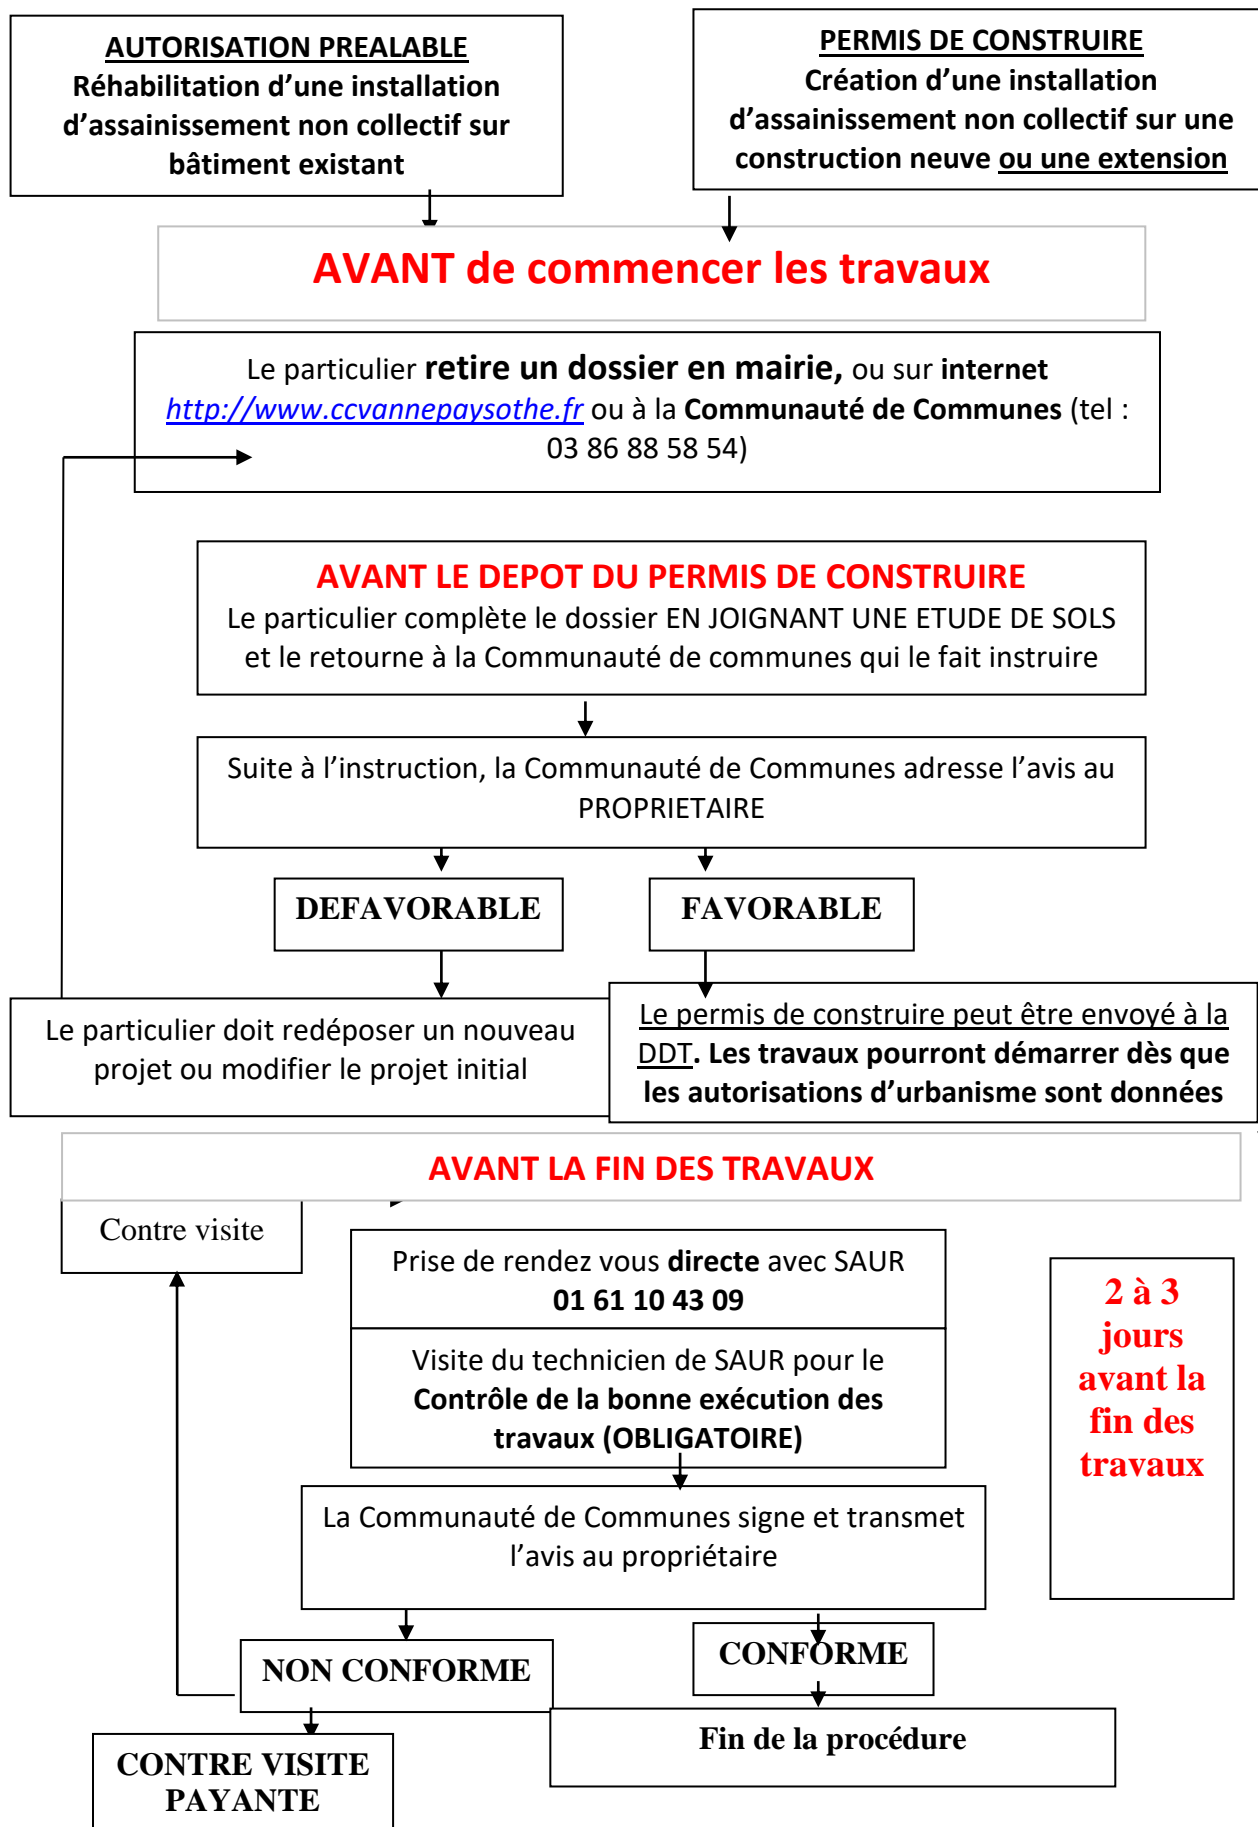 AUTORISATION PREALABLE
Réhabilitation d’une installation
d’assainissement non collectif sur
bâtiment existant
PERMIS DE CONSTRUIRE
Création d’une installation
d’assainissement non collectif sur une
construction neuve ou une extension
AVANT de commencer les travaux
Le particulier retire un dossier en mairie, ou sur internet
http://www.ccvannepaysothe.fr ou à la Communauté de Communes (tel :
03 86 88 58 54)
AVANT LE DEPOT DU PERMIS DE CONSTRUIRE
Le particulier complète le dossier EN JOIGNANT UNE ETUDE DE SOLS
et le retourne à la Communauté de communes qui le fait instruire
Suite à l’instruction, la Communauté de Communes adresse l’avis au
PROPRIETAIRE
DEFAVORABLE
FAVORABLE
Le particulier doit redéposer un nouveau
projet ou modifier le projet initial
Le permis de construire peut être envoyé à la
DDT. Les travaux pourront démarrer dès que
les autorisations d’urbanisme sont données
AVANT LA FIN DES TRAVAUX
Contre visite
Prise de rendez vous directe avec SAUR
01 61 10 43 09
Visite du technicien de SAUR pour le
Contrôle de la bonne exécution des
travaux (OBLIGATOIRE)
2 à 3
jours
avant la
fin des
travaux
La Communauté de Communes signe et transmet
l’avis au propriétaire
NON CONFORME
CONFORME
Fin de la procédure
CONTRE VISITE
PAYANTE